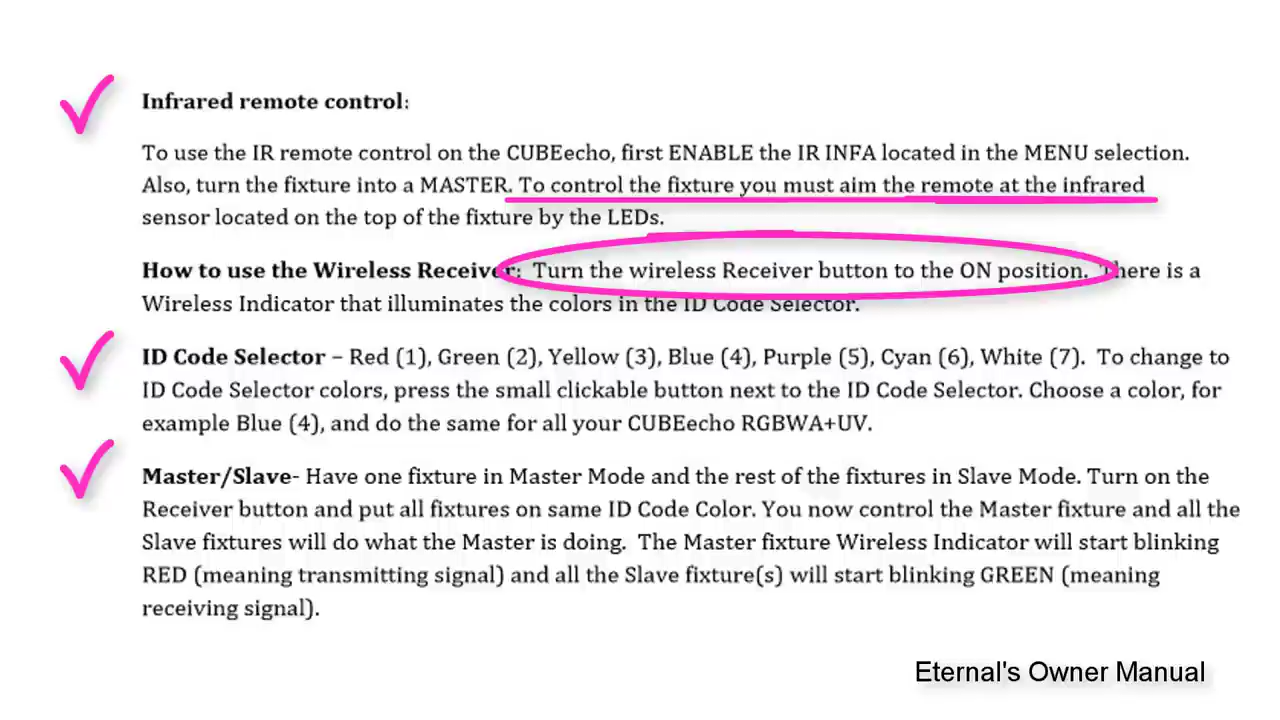 Infrared remote control:
To use the IR remote control on the CUBEecho, first ENABLE the IR INFA located in the MENU selection.
Also, turn the fixture into a MASTER. To control the fixture you must aim the remote at the infrared
sensor located on the top of the fixture by the LEDs.
How to use the Wireless Receiver: Turn the wireless Receiver button to the ON position. There is a
Wireless Indicator that illuminates the colors in the ID Code Selector.
ID Code Selector – Red (1), Green (2), Yellow (3), Blue (4), Purple (5), Cyan (6), White (7). To change to
ID Code Selector colors, press the small clickable button next to the ID Code Selector. Choose a color, for
example Blue (4), and do the same for all your CUBEecho RGBWA+UV.
Master/Slave- Have one fixture in Master Mode and the rest of the fixtures in Slave Mode. Turn on the
Receiver button and put all fixtures on same ID Code Color. You now control the Master fixture and all the
Slave fixtures will do what the Master is doing. The Master fixture Wireless Indicator will start blinking
RED (meaning transmitting signal) and all the Slave fixture(s) will start blinking GREEN (meaning
receiving signal).
Eternal's Owner Manual